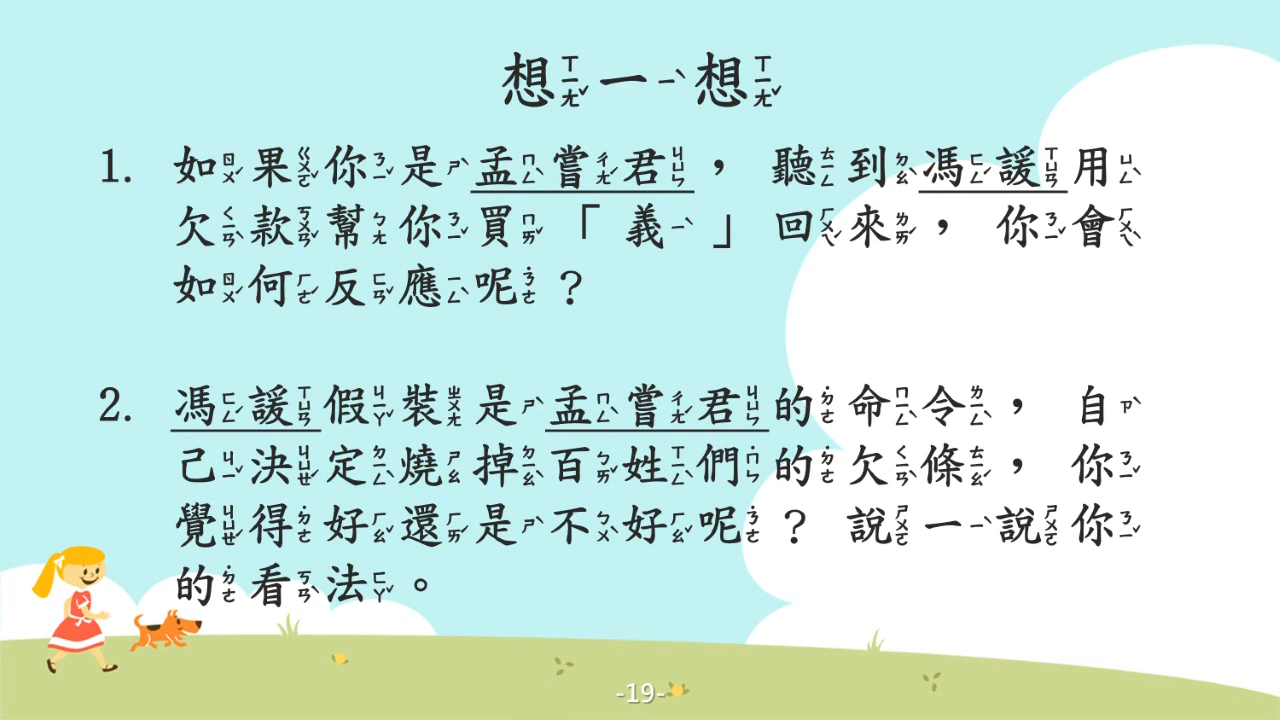 想一想
1. 如果你是孟嘗君，聽到馮諼用
欠款幫你買「義」回來，你會
如何反應呢？
2. 馮諼假裝是孟嘗君的命令，自
己決定燒掉百姓們的欠條，你
覺得好還是不好呢？說一說你
的看法。
-19-